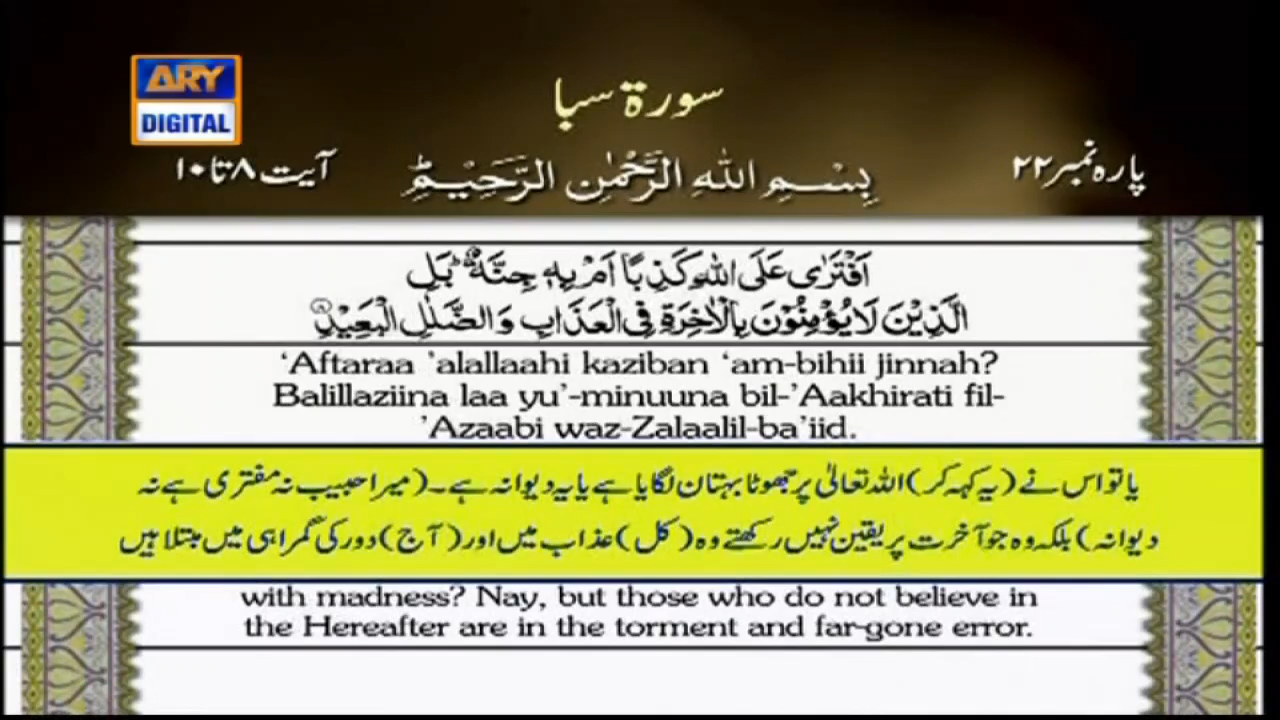 ARY
DIGITAL
سورۃ سبا
پارہ نمبر ۲۲
بِسْمِ اللهِ الرَّحْمٰنِ الرَّحِيْمِ
آیت ۸ تا ۱۰
اَفْتَرٰى عَلَى اللهِ كَذِبًا اَمْ بِهٖ جِنَّةٌ ؕ بَلِ
الَّذِيْنَ لَا يُؤْمِنُوْنَ بِالْاٰخِرَةِ فِى الْعَذَابِ وَالضَّلٰلِ الْبَعِيْدِ ۝۸
‘Aftaraa ’alallaahi kaziban ‘am-bihii jinnah?
Balillaziina laa yu’-minuuna bil-’Aakhirati fil-
’Azaabi waz-Zalaalil-ba’iid.
یا تو اس نے (یہ کہہ کر) اللہ تعالیٰ پر جھوٹا بہتان لگایا ہے یا یہ دیوانہ ہے۔ (میرا حبیب نہ مفتری ہے نہ
دیوانہ) بلکہ وہ جو آخرت پر یقین نہیں رکھتے وہ (کل) عذاب میں اور (آج) دور کی گمراہی میں مبتلا ہیں
with madness? Nay, but those who do not believe in
the Hereafter are in the torment and far-gone error.